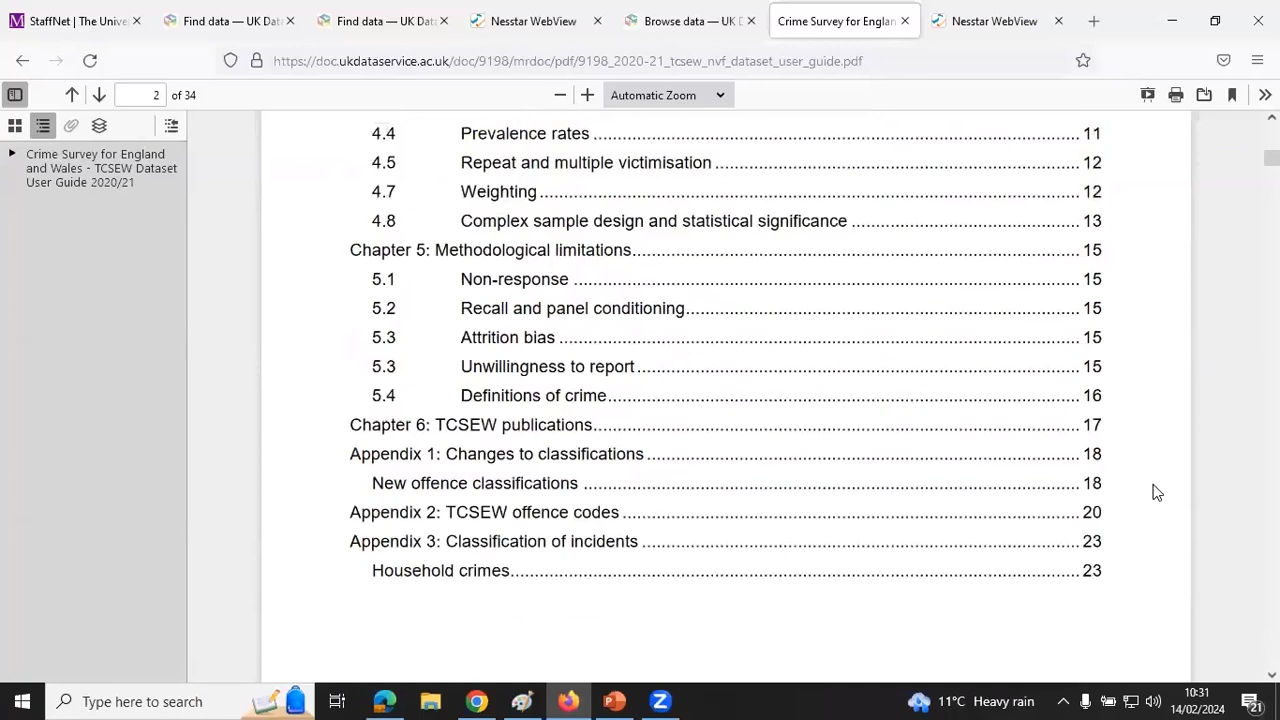 StaffNet | The Unive
Find data — UK Dat
Find data — UK Dat
Nesstar WebView
Browse data — UK D
Crime Survey for Englan
Nesstar WebView
https://doc.ukdataservice.ac.uk/doc/9198/mrdoc/pdf/9198_2020-21_tcsew_nvf_dataset_user_guide.pdf
2 of 34
Automatic Zoom
Crime Survey for England
and Wales - TCSEW Dataset
User Guide 2020/21
4.4 Prevalence rates 11
4.5 Repeat and multiple victimisation 12
4.7 Weighting 12
4.8 Complex sample design and statistical significance 13
Chapter 5: Methodological limitations 15
5.1 Non-response 15
5.2 Recall and panel conditioning 15
5.3 Attrition bias 15
5.3 Unwillingness to report 15
5.4 Definitions of crime 16
Chapter 6: TCSEW publications 17
Appendix 1: Changes to classifications 18
New offence classifications 18
Appendix 2: TCSEW offence codes 20
Appendix 3: Classification of incidents 23
Household crimes 23
Type here to search
11°C Heavy rain
10:31
14/02/2024
21